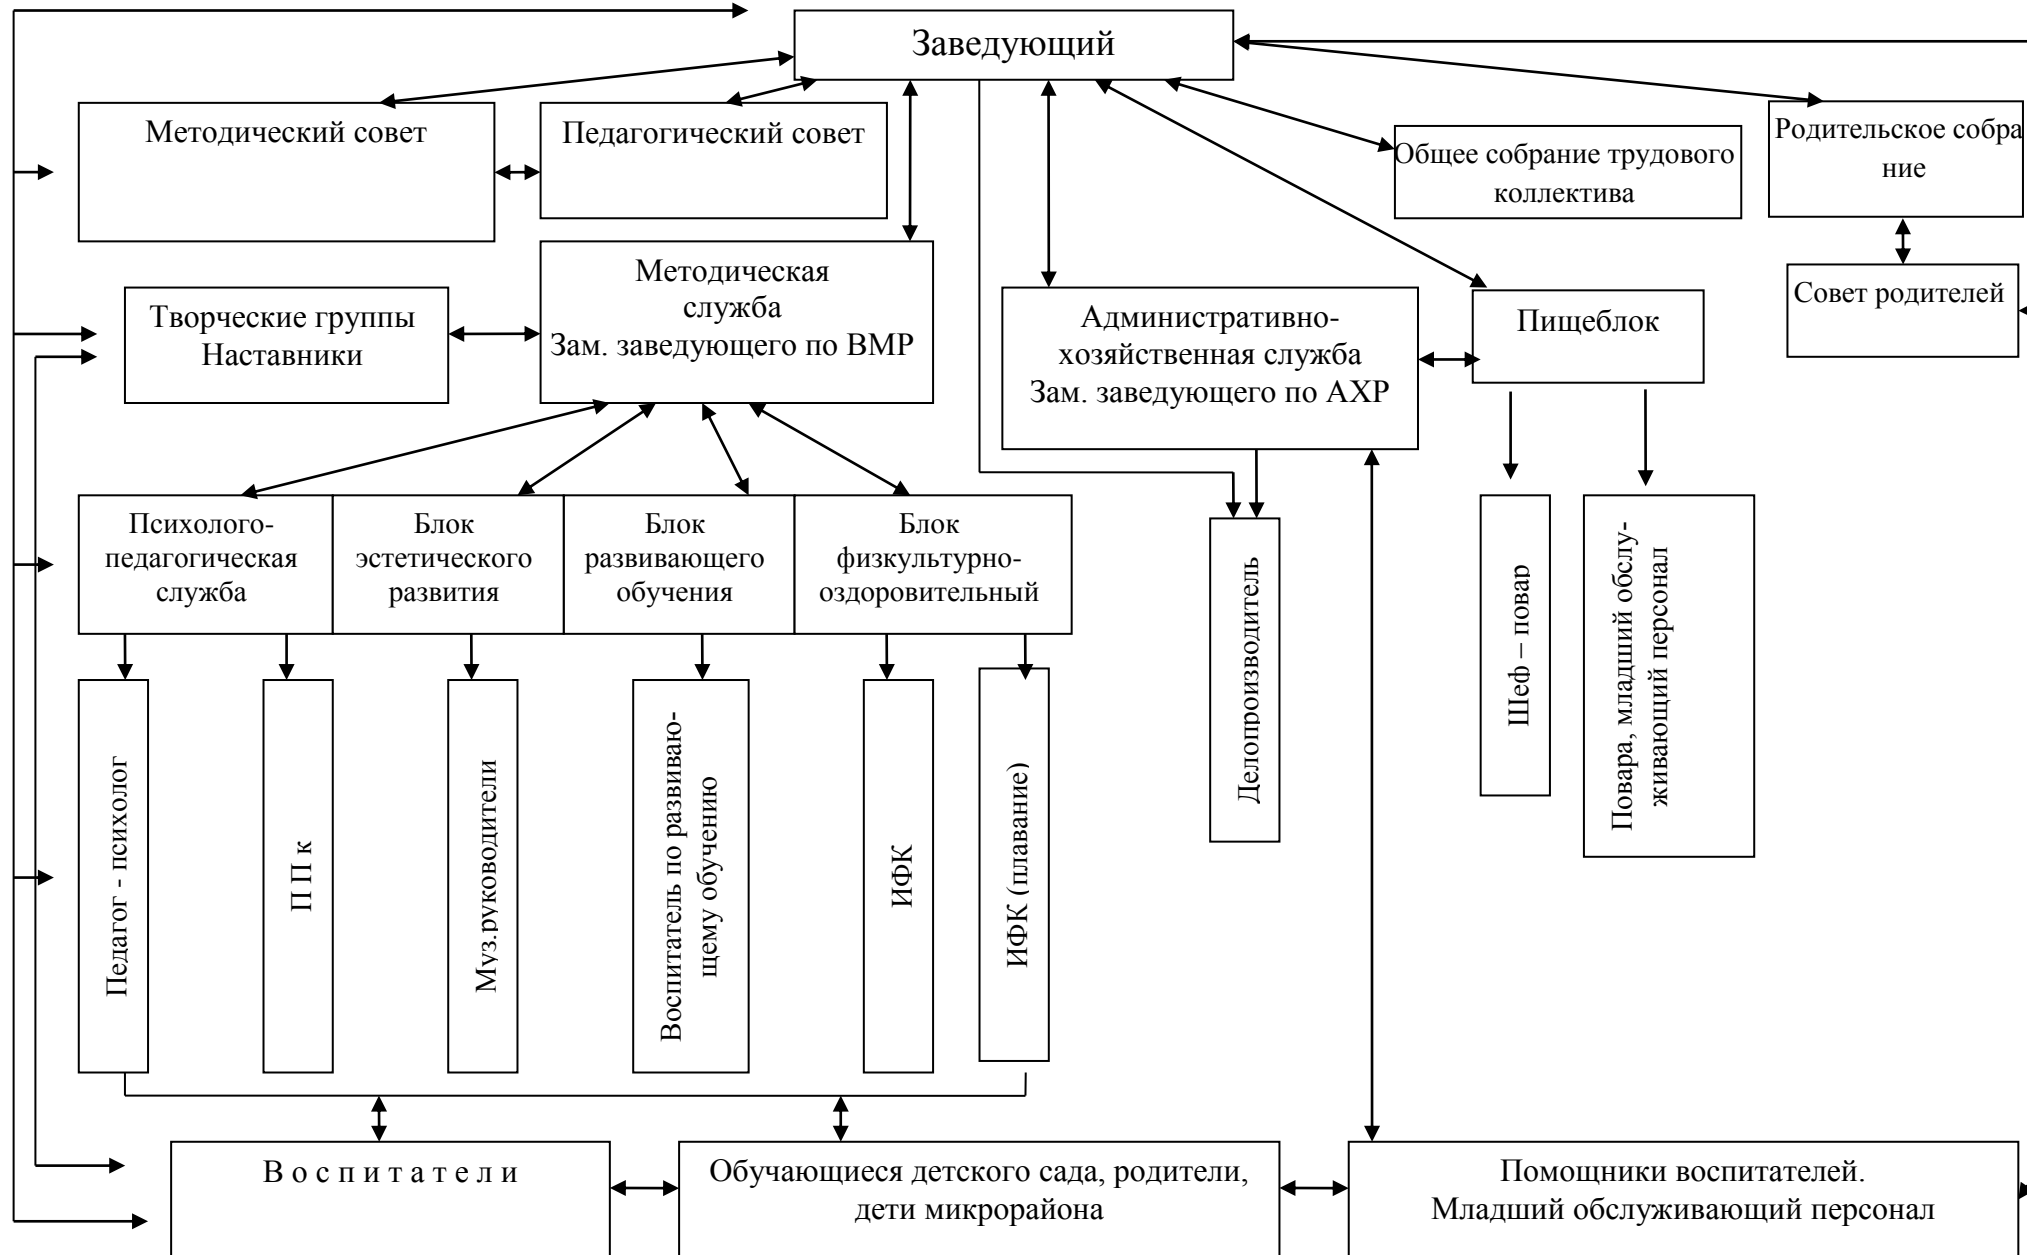 Заведующий
Методический совет
Педагогический совет
Общее собрание трудового
коллектива
Родительское собра
ние
Методическая
служба
Зам. заведующего по ВМР
Творческие группы
Наставники
Административно-
хозяйственная служба
Зам. заведующего по АХР
Пищеблок
Совет родителей
Психолого-
педагогическая
служба
Блок
эстетического
развития
Блок
развивающего
обучения
Блок
физкультурно-
оздоровительный
Делопроизводитель
Шеф – повар
Повара, младший обслу-
живающий персонал
Педагог - психолог
П П к
Муз.руководители
Воспитатель по развиваю-
щему обучению
ИФК
ИФК (плавание)
В о с п и т а т е л и
Обучающиеся детского сада, родители,
дети микрорайона
Помощники воспитателей.
Младший обслуживающий персонал